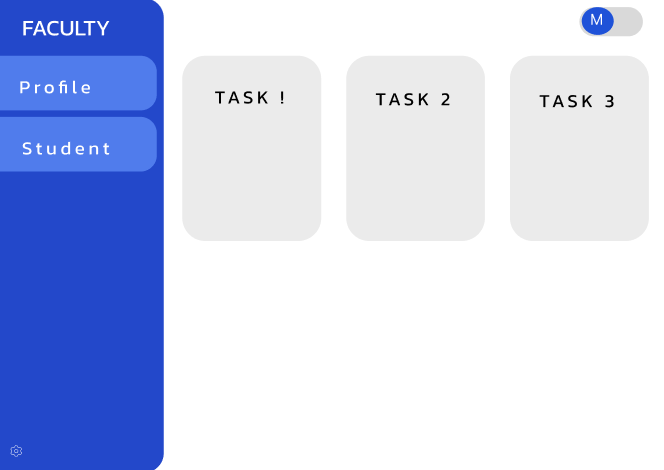 FACULTY
M
Profile
TASK !
TASK 2
TASK 3
Student